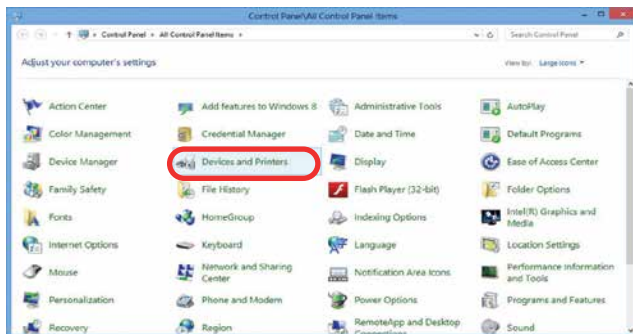 Control Panel\All Control Panel Items
Control Panel
All Control Panel Items
Search Control Panel
Adjust your computer's settings
View by: Large icons
Action Center
Add features to Windows 8
Administrative Tools
AutoPlay
Color Management
Credential Manager
Date and Time
Default Programs
Device Manager
Devices and Printers
Display
Ease of Access Center
Family Safety
File History
Flash Player (32-bit)
Folder Options
Fonts
HomeGroup
Indexing Options
Intel(R) Graphics and
Media
Internet Options
Keyboard
Language
Location Settings
Mouse
Network and Sharing
Center
Notification Area Icons
Performance Information
and Tools
Personalization
Phone and Modem
Power Options
Programs and Features
Recovery
Region
RemoteApp and Desktop
Connections
Sound